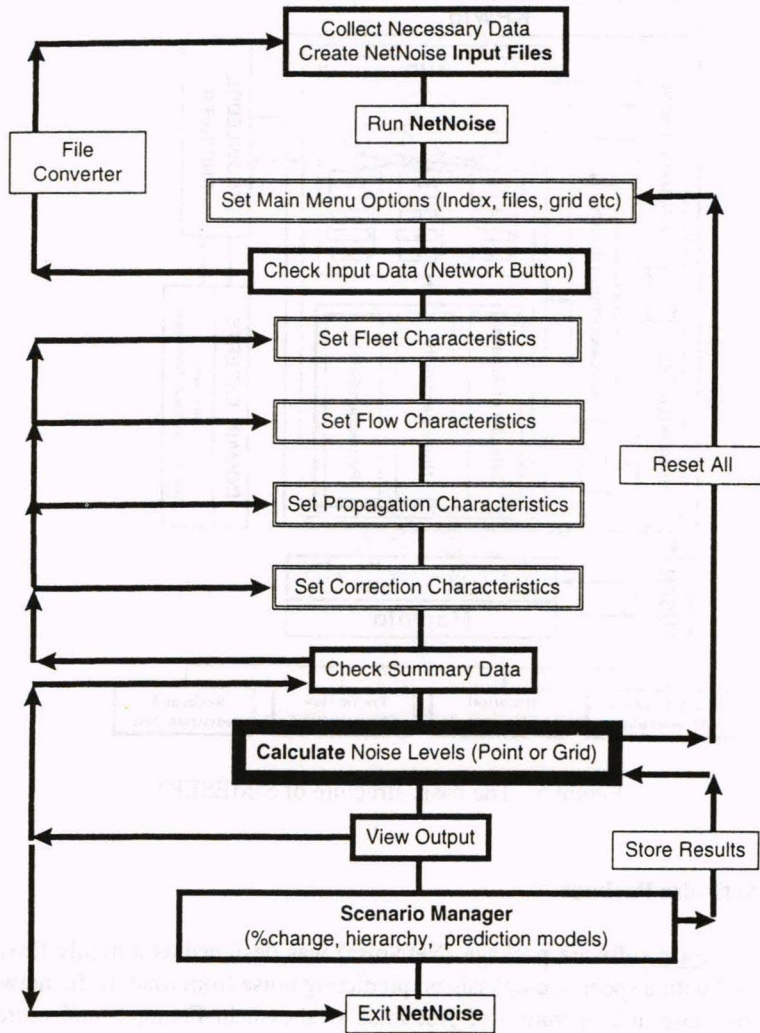 Collect Necessary Data
Create NetNoise Input Files
Run NetNoise
File
Converter
Set Main Menu Options (Index, files, grid etc)
Check Input Data (Network Button)
Set Fleet Characteristics
Set Flow Characteristics
Reset All
Set Propagation Characteristics
Set Correction Characteristics
Check Summary Data
Calculate Noise Levels (Point or Grid)
View Output
Store Results
Scenario Manager
(%change, hierarchy, prediction models)
Exit NetNoise